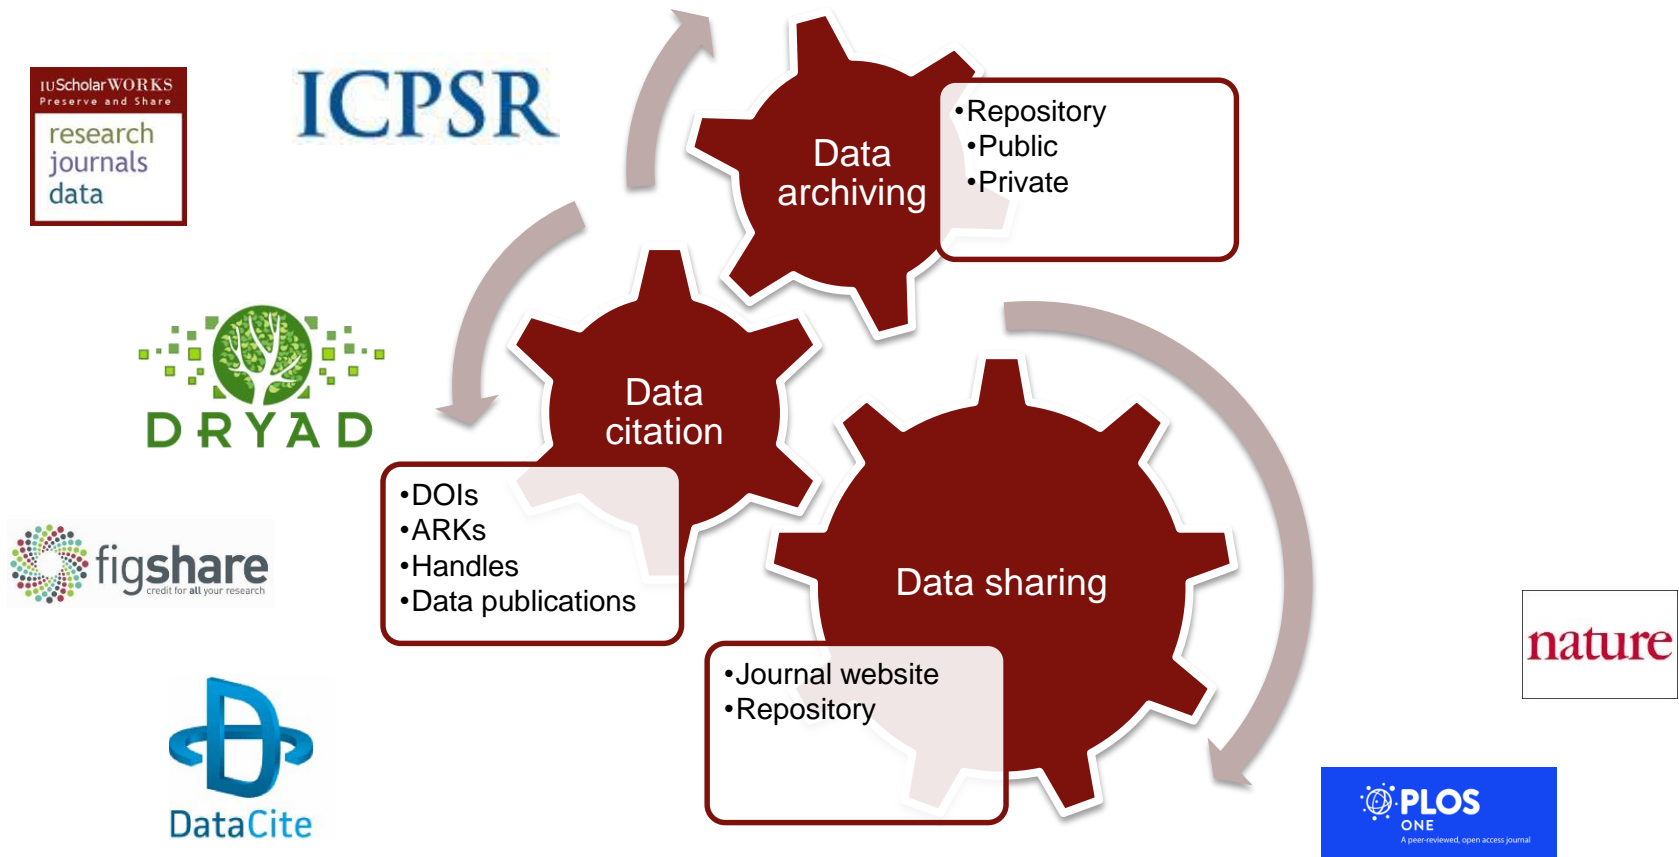 IUScholarWORKS
Preserve and Share
research
journals
data
ICPSR
Data
archiving
•Repository
•Public
•Private
DRYAD
Data
citation
•DOIs
•ARKs
•Handles
•Data publications
figshare
credit for all your research
Data sharing
•Journal website
•Repository
nature
DataCite
PLOS
ONE
A peer-reviewed, open access journal